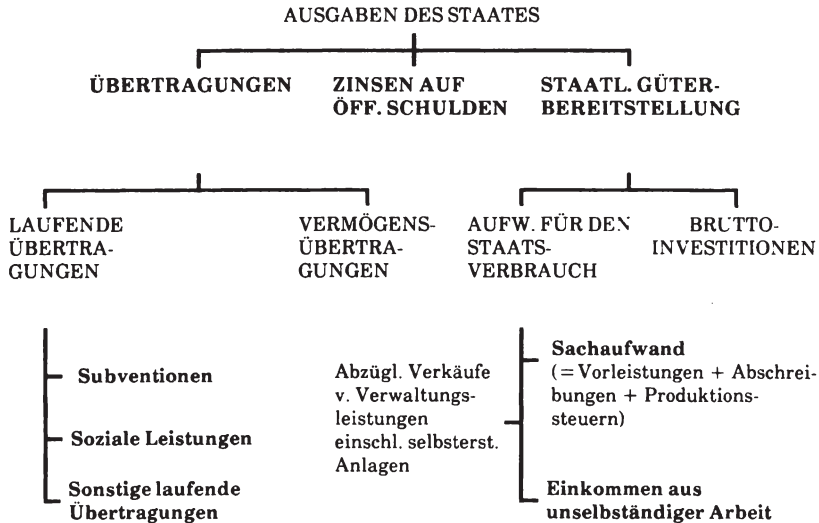 AUSGABEN DES STAATES
ÜBERTRAGUNGEN
ZINSEN AUF
ÖFF. SCHULDEN
STAATL. GÜTER-
BEREITSTELLUNG
LAUFENDE
ÜBERTRA-
GUNGEN
VERMÖGENS-
ÜBERTRA-
GUNGEN
AUFW. FÜR DEN
STAATS-
VERBRAUCH
BRUTTO-
INVESTITIONEN
Subventionen
Soziale Leistungen
Sonstige laufende
Übertragungen
Abzügl. Verkäufe
v. Verwaltungs-
leistungen
einschl. selbsterst.
Anlagen
Sachaufwand
(=Vorleistungen + Abschrei-
bungen + Produktions-
steuern)
Einkommen aus
unselbständiger Arbeit